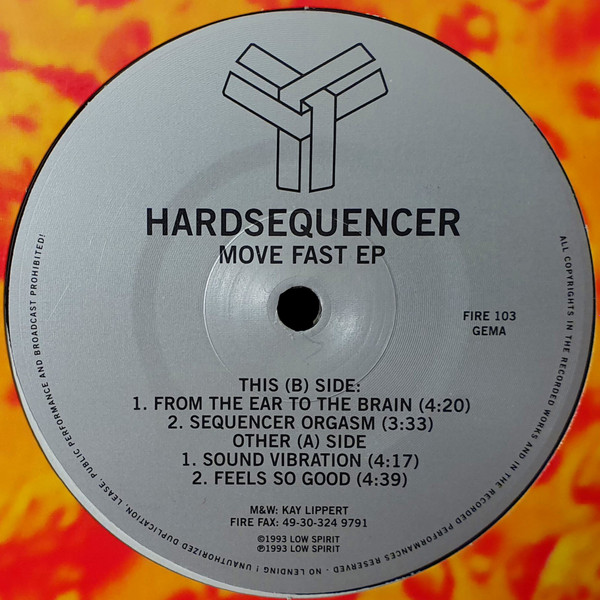 HARDSEQUENCER
MOVE FAST EP
FIRE 103
GEMA
THIS (B) SIDE:
1. FROM THE EAR TO THE BRAIN (4:20)
2. SEQUENCER ORGASM (3:33)
OTHER (A) SIDE
1. SOUND VIBRATION (4:17)
2. FEELS SO GOOD (4:39)
M&W: KAY LIPPERT
FIRE FAX: 49-30-324 9791
©1993 LOW SPIRIT
℗1993 LOW SPIRIT
ALL COPYRIGHTS IN THE RECORDED WORKS AND IN THE RECORDED PERFORMANCES RESERVED - NO LENDING ! UNAUTHORIZED DUPLICATION, LEASE, PUBLIC PERFORMANCE AND BROADCAST PROHIBITED!